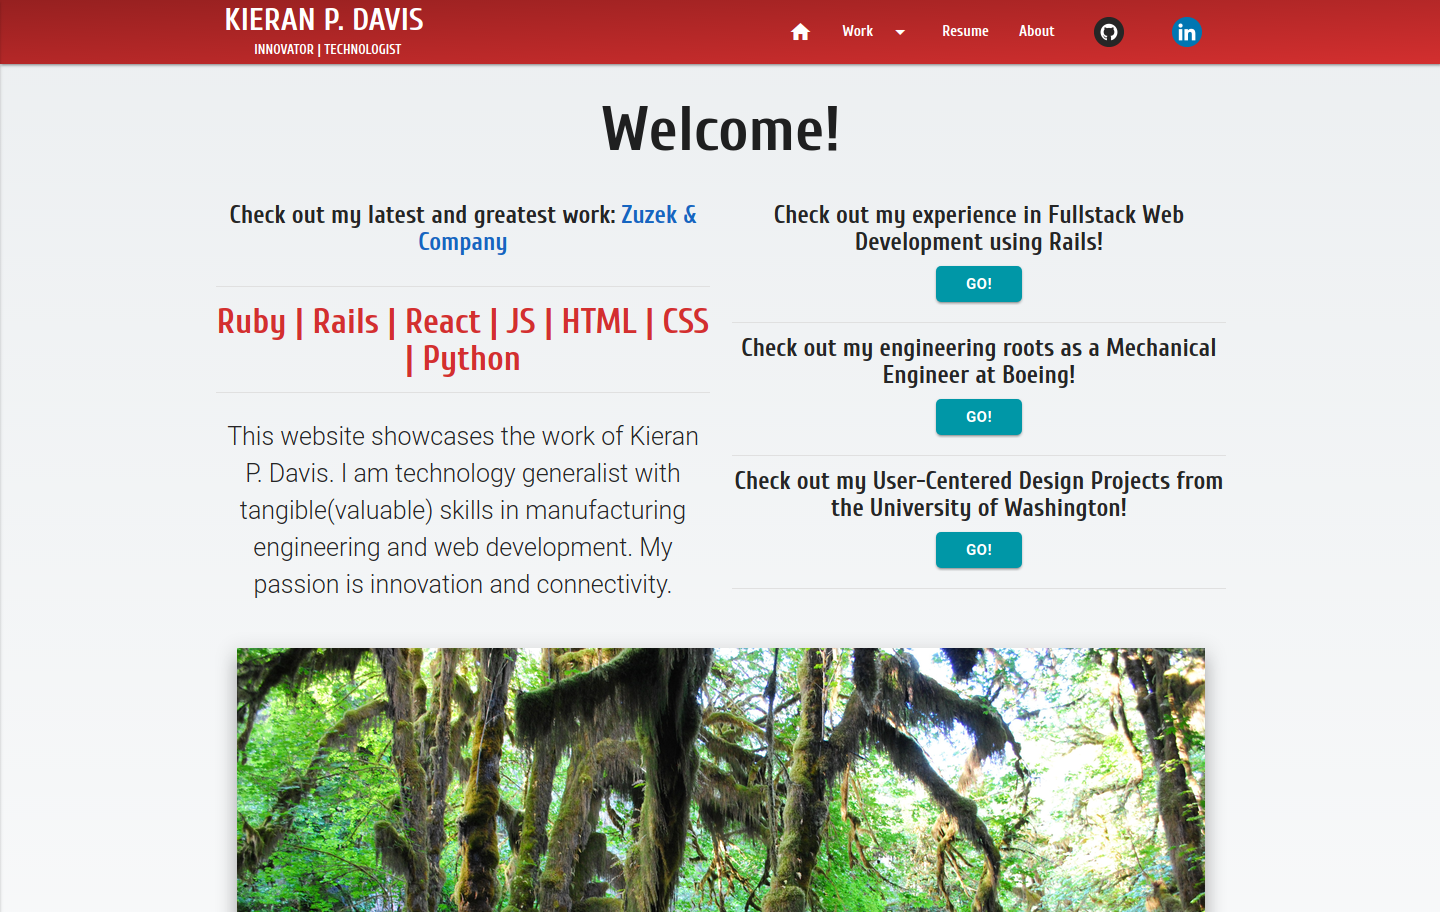 KIERAN P. DAVIS
INNOVATOR | TECHNOLOGIST
Work
Resume
About
in
Welcome!
Check out my latest and greatest work: Zuzek &
Company
Ruby | Rails | React | JS | HTML | CSS
| Python
This website showcases the work of Kieran
P. Davis. I am technology generalist with
tangible(valuable) skills in manufacturing
engineering and web development. My
passion is innovation and connectivity.
Check out my experience in Fullstack Web
Development using Rails!
GO!
Check out my engineering roots as a Mechanical
Engineer at Boeing!
GO!
Check out my User-Centered Design Projects from
the University of Washington!
GO!